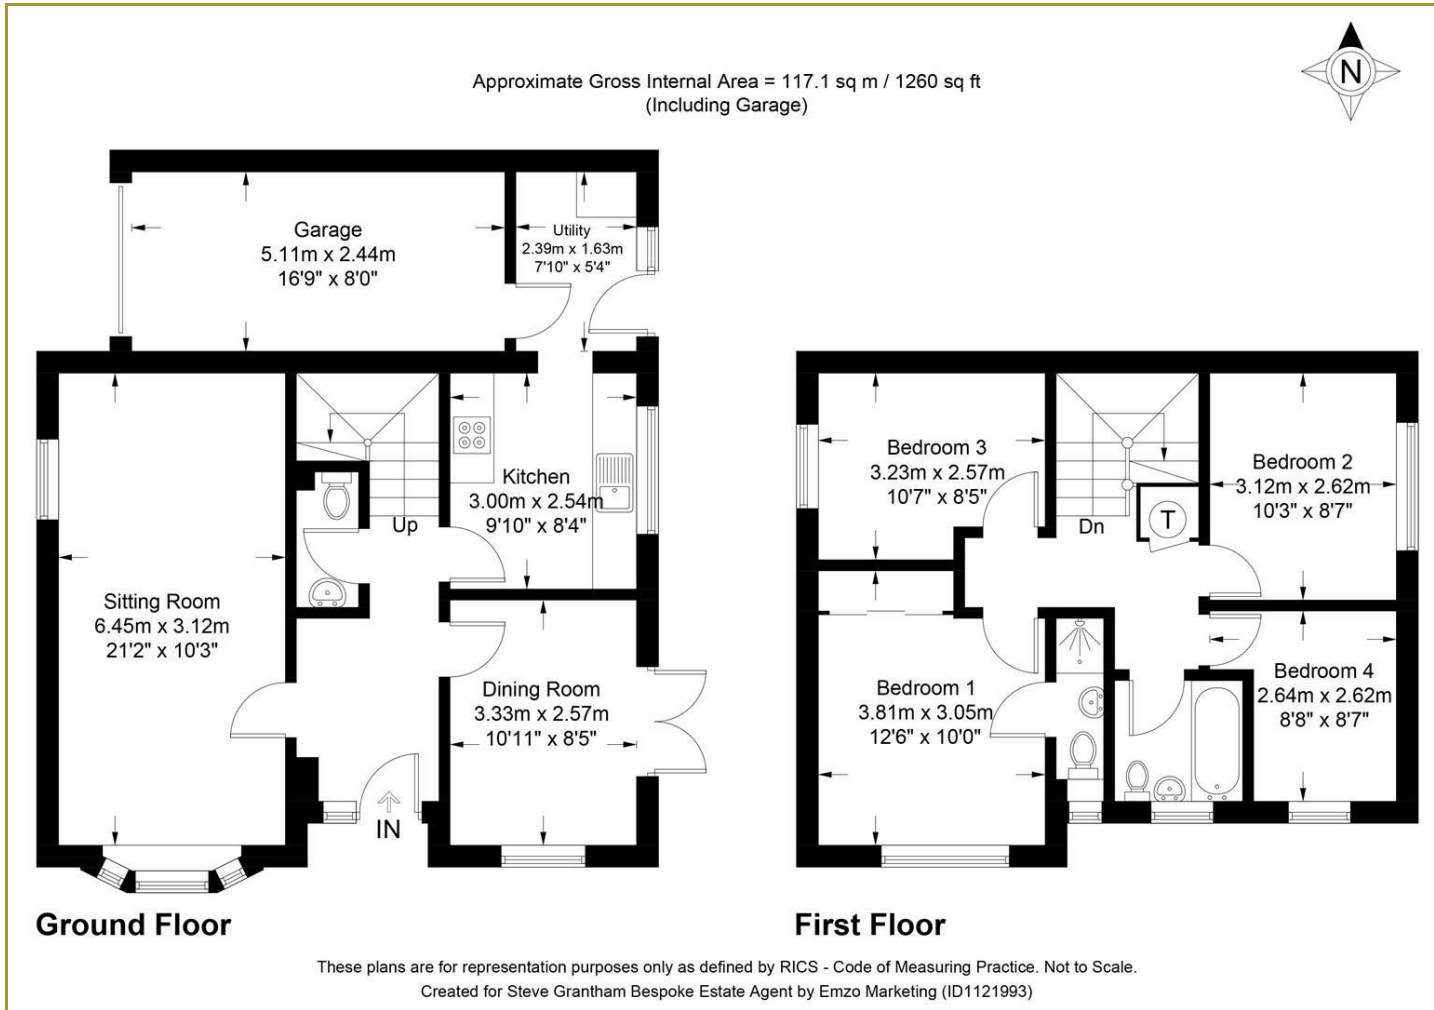 Approximate Gross Internal Area = 117.1 sq m / 1260 sq ft
(Including Garage)
N
Garage
5.11m x 2.44m
16'9" x 8'0"
Utility
2.39m x 1.63m
7'10" x 5'4"
Kitchen
3.00m x 2.54m
9'10" x 8'4"
Up
Sitting Room
6.45m x 3.12m
21'2" x 10'3"
Dining Room
3.33m x 2.57m
10'11" x 8'5"
IN
Ground Floor
Bedroom 3
3.23m x 2.57m
10'7" x 8'5"
Bedroom 2
3.12m x 2.62m
10'3" x 8'7"
Dn
T
Bedroom 1
3.81m x 3.05m
12'6" x 10'0"
Bedroom 4
2.64m x 2.62m
8'8" x 8'7"
First Floor
These plans are for representation purposes only as defined by RICS - Code of Measuring Practice. Not to Scale.
Created for Steve Grantham Bespoke Estate Agent by Emzo Marketing (ID1121993)